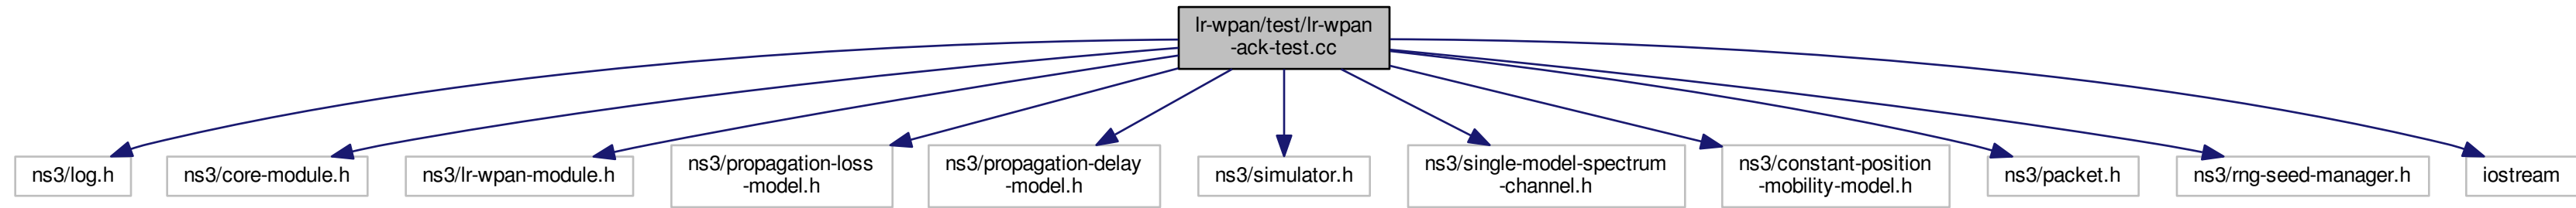 lr-wpan/test/lr-wpan
-ack-test.cc
ns3/log.h
ns3/core-module.h
ns3/lr-wpan-module.h
ns3/propagation-loss
-model.h
ns3/propagation-delay
-model.h
ns3/simulator.h
ns3/single-model-spectrum
-channel.h
ns3/constant-position
-mobility-model.h
ns3/packet.h
ns3/rng-seed-manager.h
iostream